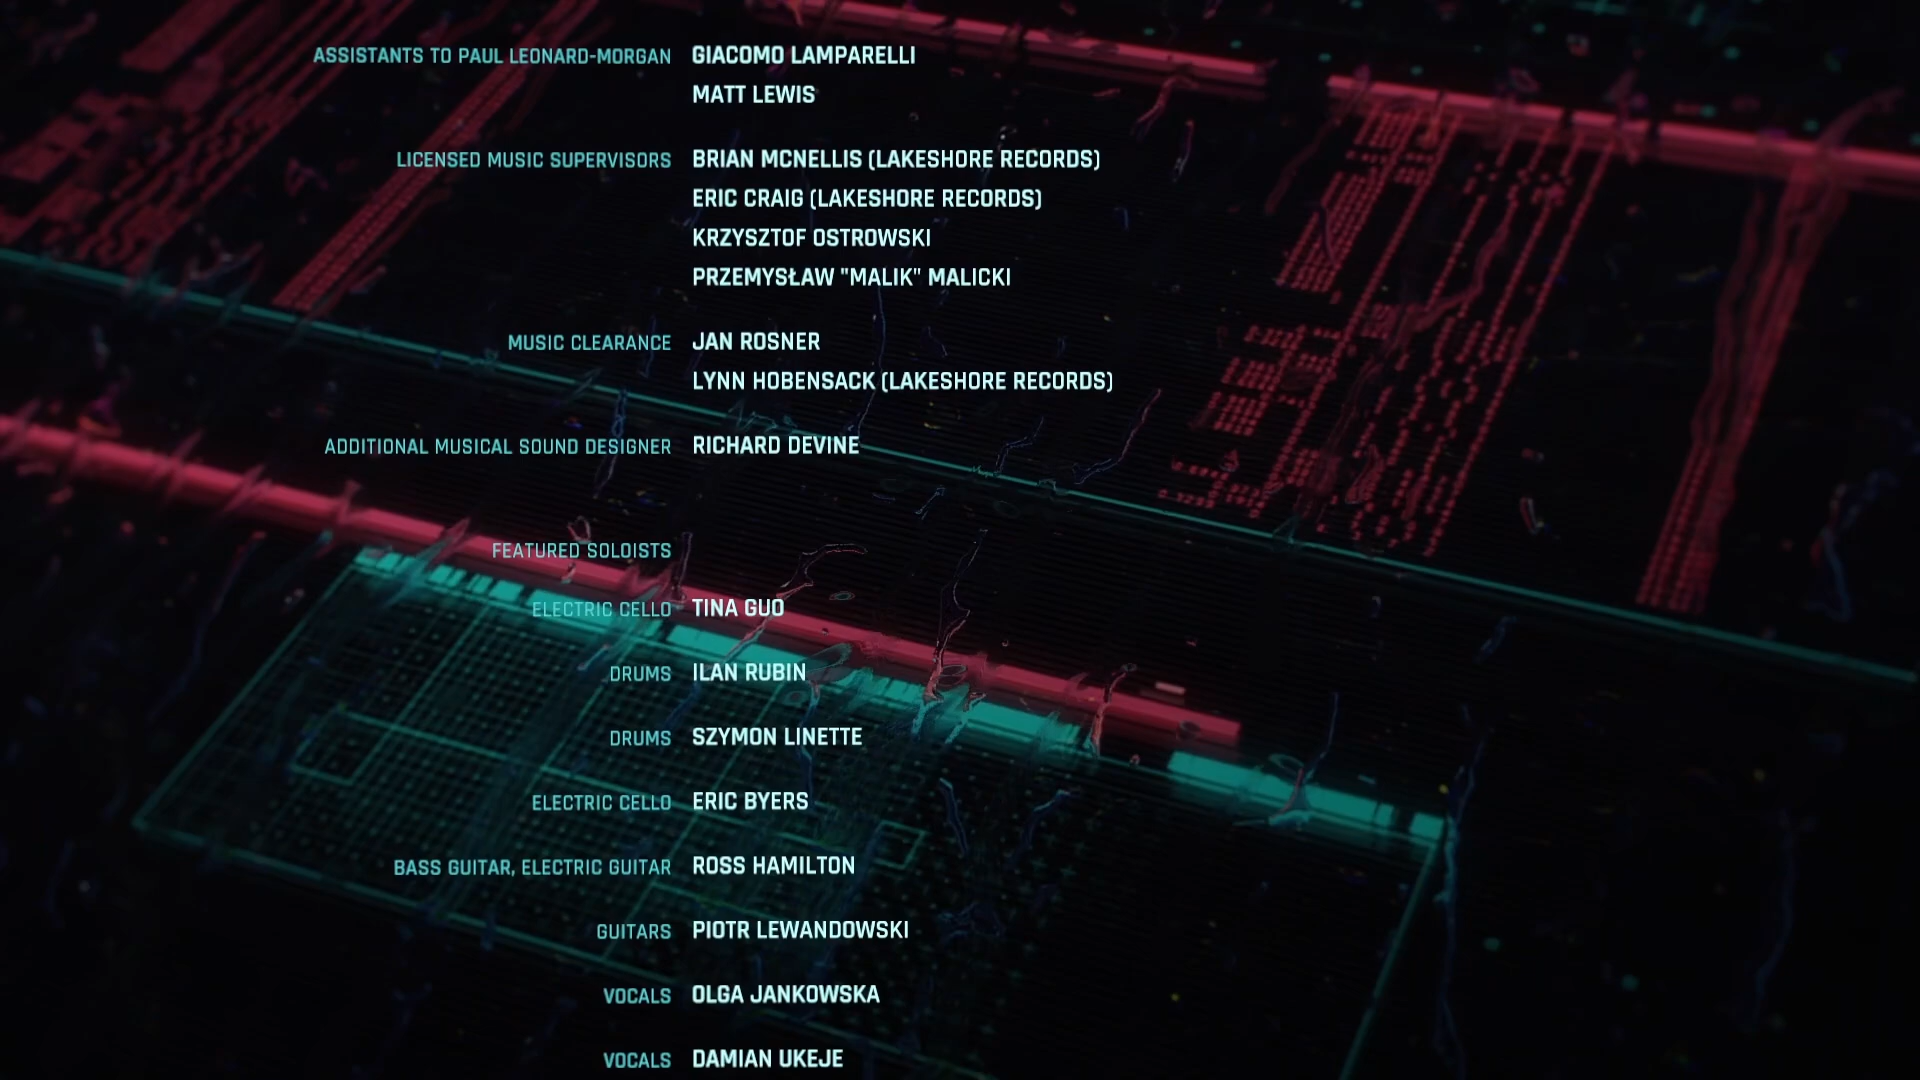 ASSISTANTS TO PAUL LEONARD-MORGAN GIACOMO LAMPARELLI
MATT LEWIS
LICENSED MUSIC SUPERVISORS BRIAN MCNELLIS (LAKESHORE RECORDS)
ERIC CRAIG (LAKESHORE RECORDS)
KRZYSZTOF OSTROWSKI
PRZEMYSŁAW "MALIK" MALICKI
MUSIC CLEARANCE JAN ROSNER
LYNN HOBENSACK (LAKESHORE RECORDS)
ADDITIONAL MUSICAL SOUND DESIGNER RICHARD DEVINE
FEATURED SOLOISTS
ELECTRIC CELLO TINA GUO
DRUMS ILAN RUBIN
DRUMS SZYMON LINETTE
ELECTRIC CELLO ERIC BYERS
BASS GUITAR, ELECTRIC GUITAR ROSS HAMILTON
GUITARS PIOTR LEWANDOWSKI
VOCALS OLGA JANKOWSKA
VOCALS DAMIAN UKEJE